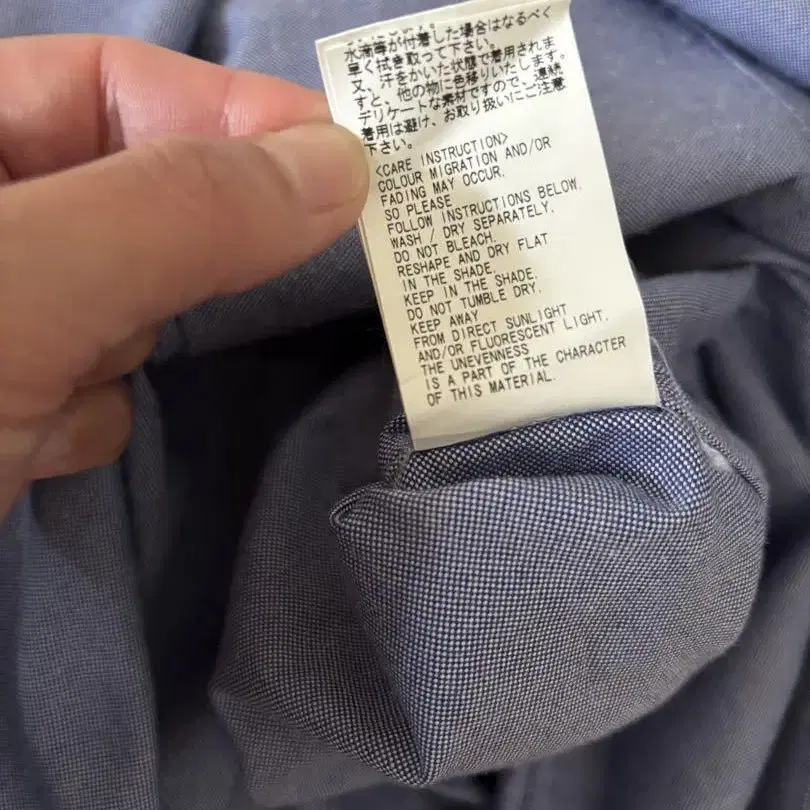 水滴等が付着した場合はなるべく
早く拭き取って下さい。
又、汗をかいた状態で着用されま
すと、他の物に色移りいたします。
デリケートな素材ですので、連続
着用は避け、お取り扱いにご注意
下さい。
<CARE INSTRUCTION>
COLOUR MIGRATION AND/OR
FADING MAY OCCUR.
SO PLEASE
FOLLOW INSTRUCTIONS BELOW.
WASH / DRY SEPARATELY.
DO NOT BLEACH.
RESHAPE AND DRY FLAT
IN THE SHADE.
KEEP IN THE SHADE.
DO NOT TUMBLE DRY.
KEEP AWAY
FROM DIRECT SUNLIGHT
AND/OR FLUORESCENT LIGHT.
THE UNEVENNESS
IS A PART OF THE CHARACTER
OF THIS MATERIAL.